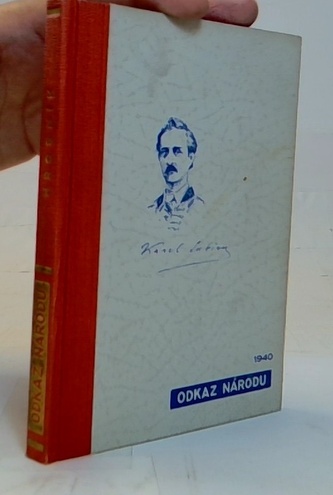 Karel Sabina
1940
ODKAZ NÁRODU
ODKAZ NÁRODU